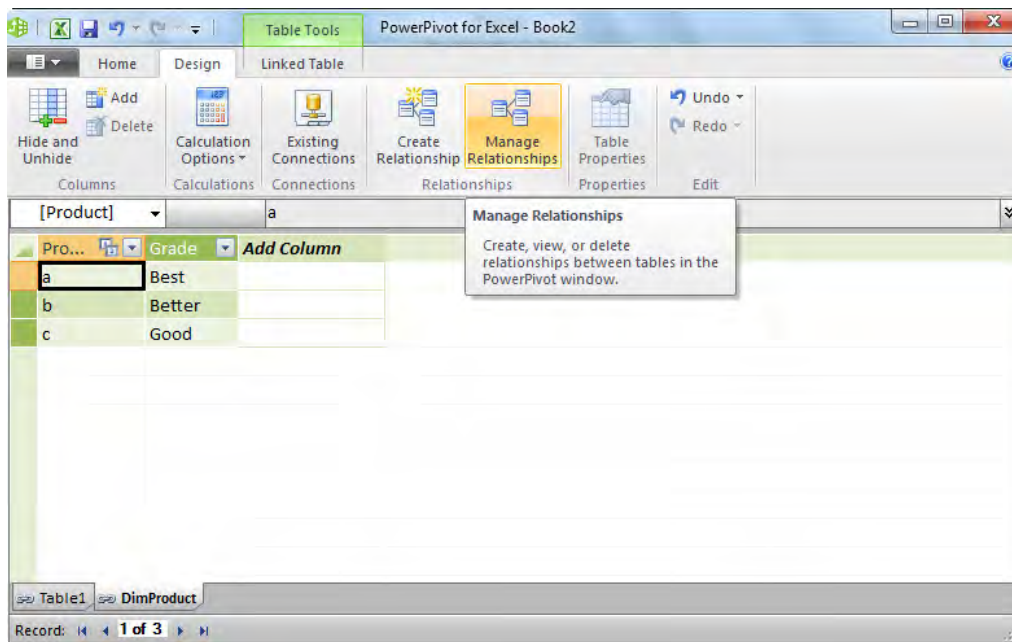 Table Tools
PowerPivot for Excel - Book2
Home Design Linked Table
Hide and Unhide
Add
Delete
Calculation Options
Existing Connections
Create Relationship
Manage Relationships
Table Properties
Undo
Redo
Columns Calculations Connections Relationships Properties Edit
[Product] a
Manage Relationships
Create, view, or delete
relationships between tables in the
PowerPivot window.
Pro... Grade Add Column
a Best
b Better
c Good
Table1 DimProduct
Record: 1 of 3